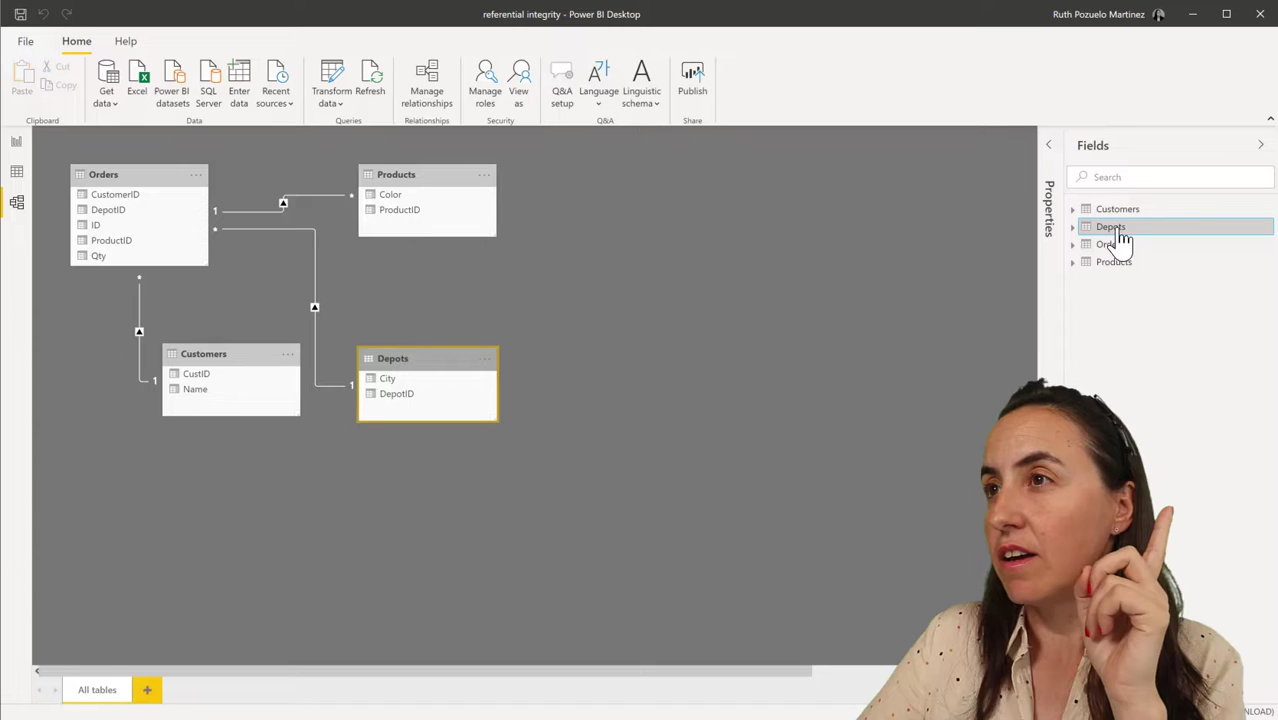 referential integrity - Power BI Desktop
Ruth Pozuelo Martinez
File
Home
Help
Paste
Cut
Copy
Get data
Excel
Power BI datasets
SQL Server
Enter data
Recent sources
Transform data
Refresh
Manage relationships
Manage roles
View as
Q&A setup
Language
Linguistic schema
Publish
Clipboard
Data
Queries
Relationships
Security
Q&A
Share
Orders
CustomerID
DepotID
ID
ProductID
Qty
1
*
*
Products
Color
ProductID
*
Customers
CustID
Name
1
Depots
City
DepotID
1
Properties
Fields
Search
Customers
Depots
Products
All tables